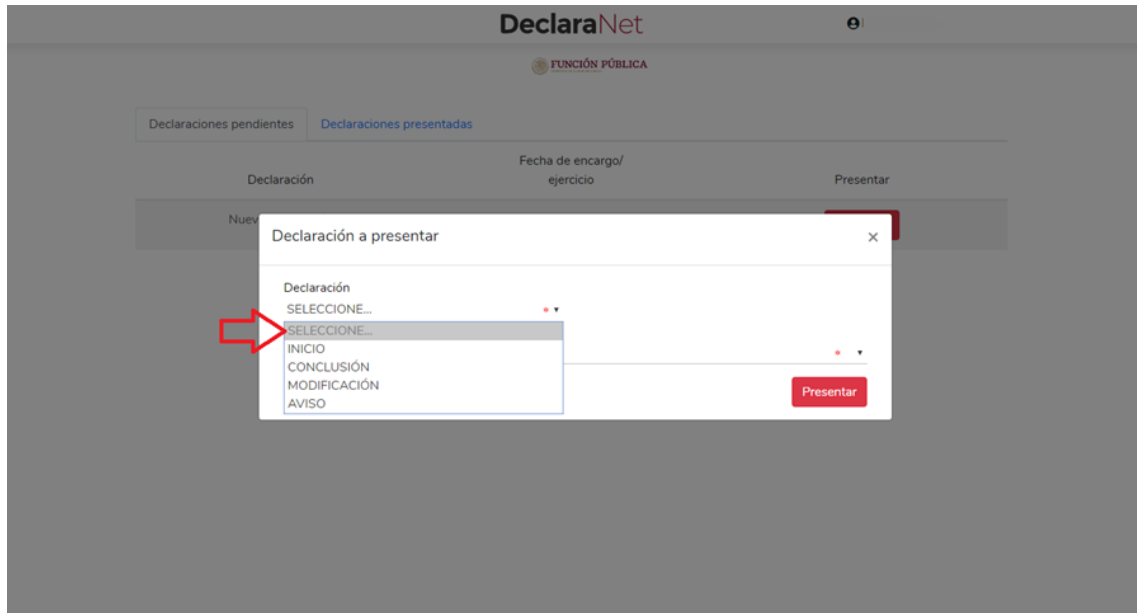 DeclaraNet
FUNCIÓN PÚBLICA
Declaraciones pendientes Declaraciones presentadas
Declaración Fecha de encargo/ ejercicio Presentar
Nuev
Declaración a presentar ×
Declaración
SELECCIONE...
SELECCIONE...
INICIO
CONCLUSIÓN
MODIFICACIÓN
AVISO
Presentar